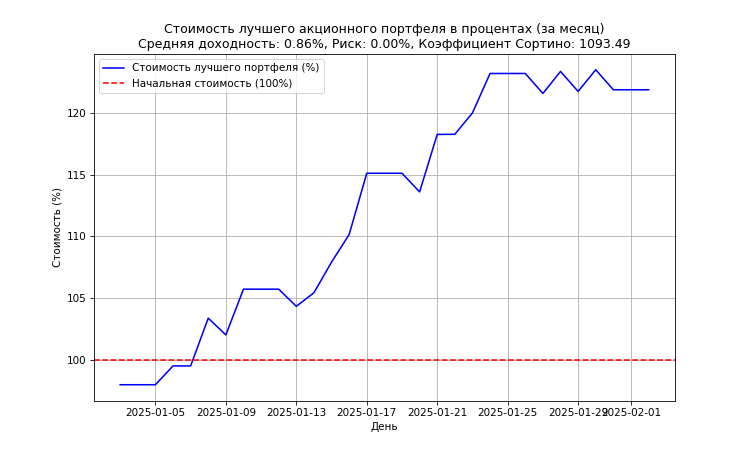 Стоимость лучшего акционного портфеля в процентах (за месяц)
Средняя доходность: 0.86%, Риск: 0.00%, Коэффициент Сортино: 1093.49
Стоимость лучшего портфеля (%)
Начальная стоимость (100%)
Стоимость (%)
120
115
110
105
100
2025-01-05 2025-01-09 2025-01-13 2025-01-17 2025-01-21 2025-01-25 2025-01-29 2025-02-01
День